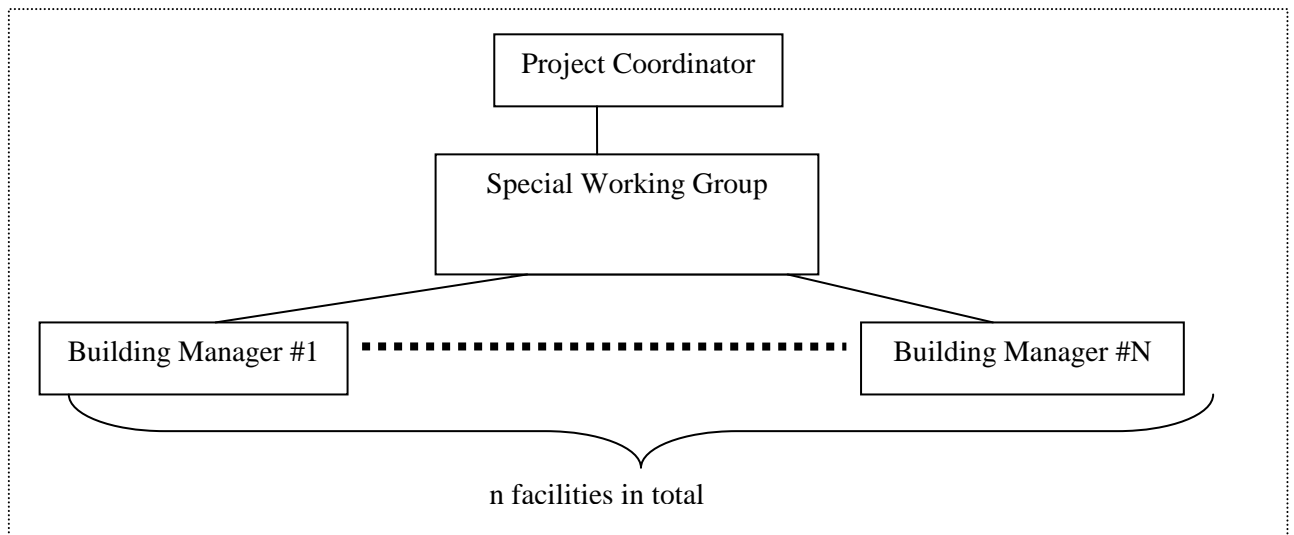 Project Coordinator
Special Working Group
Building Manager #1
Building Manager #N
n facilities in total